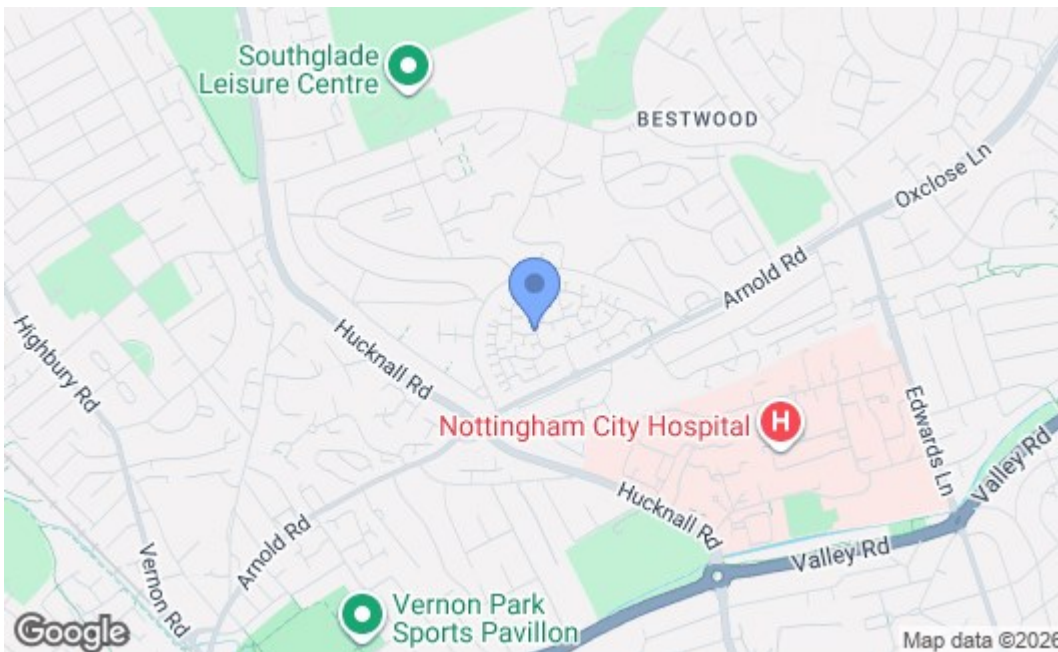 Southglade
Leisure Centre
BESTWOOD
Oxclose Ln
Arnold Rd
Highbury Rd
Hucknall Rd
Nottingham City Hospital
H
Edwards Ln
Valley Rd
Hucknall Rd
Arnold Rd
Vernon Rd
Valley Rd
Vernon Park
Sports Pavillon
Google
Map data ©2026